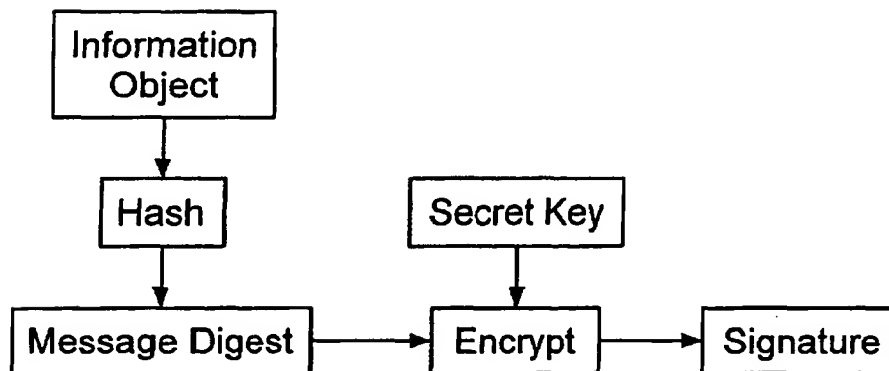 Information
Object
Hash
Secret Key
Message Digest
Encrypt
Signature